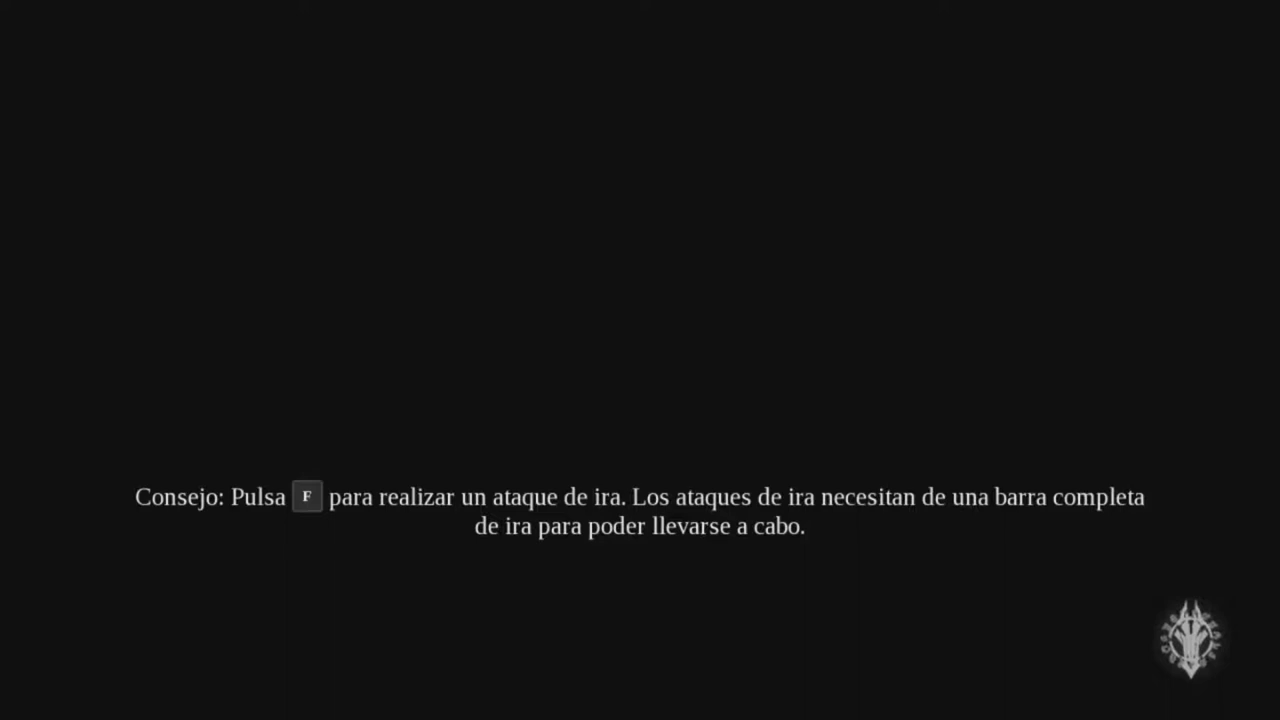 Consejo: Pulsa F para realizar un ataque de ira. Los ataques de ira necesitan de una barra completa
de ira para poder llevarse a cabo.